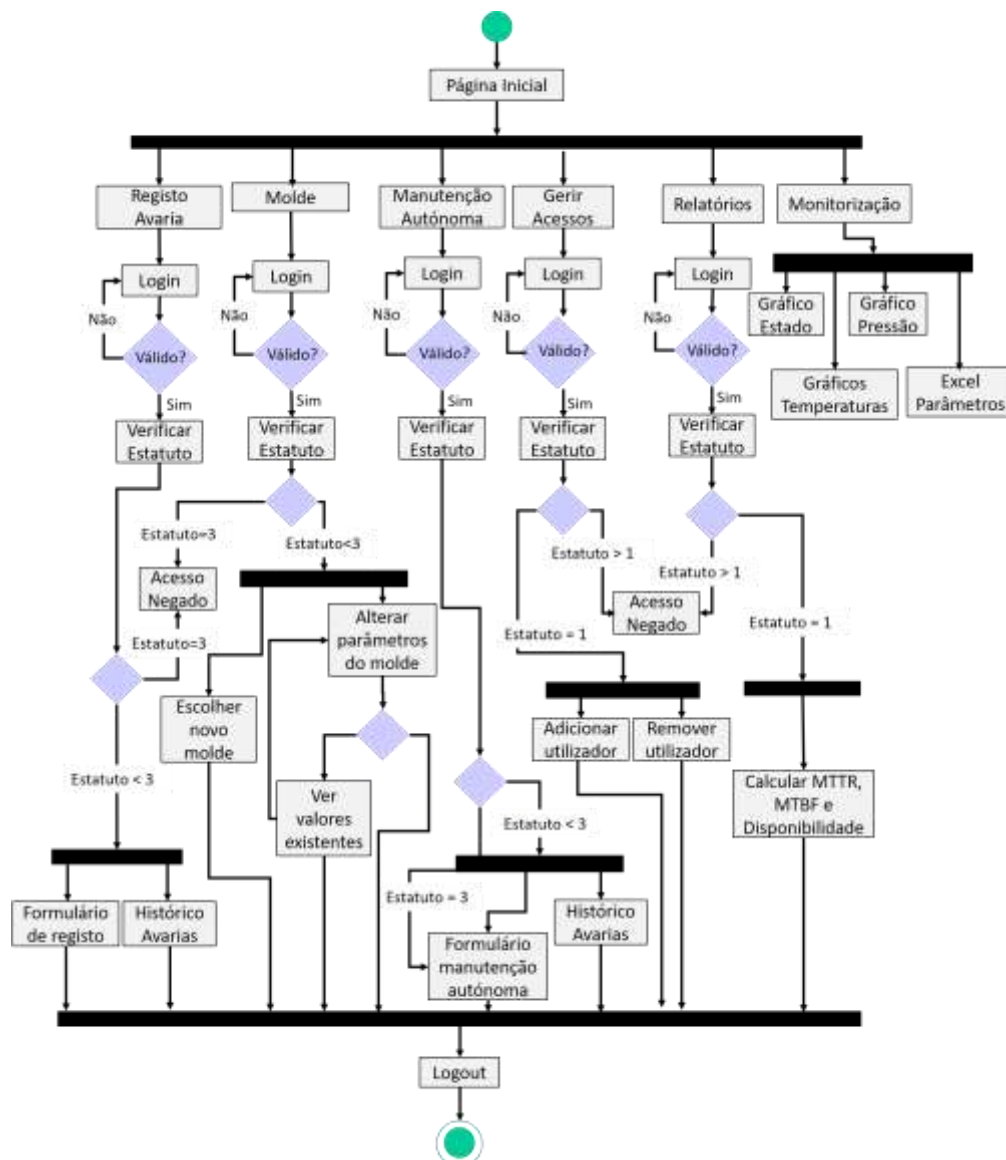 Página Inicial
Registo
Avaria
Molde
Manutenção
Autónoma
Gerir
Acessos
Relatórios
Monitorização
Login
Login
Login
Login
Login
Gráfico
Estado
Gráfico
Pressão
Não
Não
Não
Não
Não
Válido?
Válido?
Válido?
Válido?
Válido?
Gráficos
Temperaturas
Excel
Parâmetros
Sim
Sim
Sim
Sim
Sim
Verificar
Estatuto
Verificar
Estatuto
Verificar
Estatuto
Verificar
Estatuto
Verificar
Estatuto
Estatuto=3
Estatuto<3
Estatuto > 1
Estatuto > 1
Acesso
Negado
Acesso
Negado
Alterar
parâmetros
do molde
Estatuto=3
Estatuto = 1
Estatuto = 1
Escolher
novo
molde
Adicionar
utilizador
Remover
utilizador
Estatuto < 3
Ver
valores
existentes
Calcular MTTR,
MTBF e
Disponibilidade
Estatuto < 3
Estatuto = 3
Formulário
de registo
Histórico
Avarias
Histórico
Avarias
Formulário
manutenção
autónoma
Logout